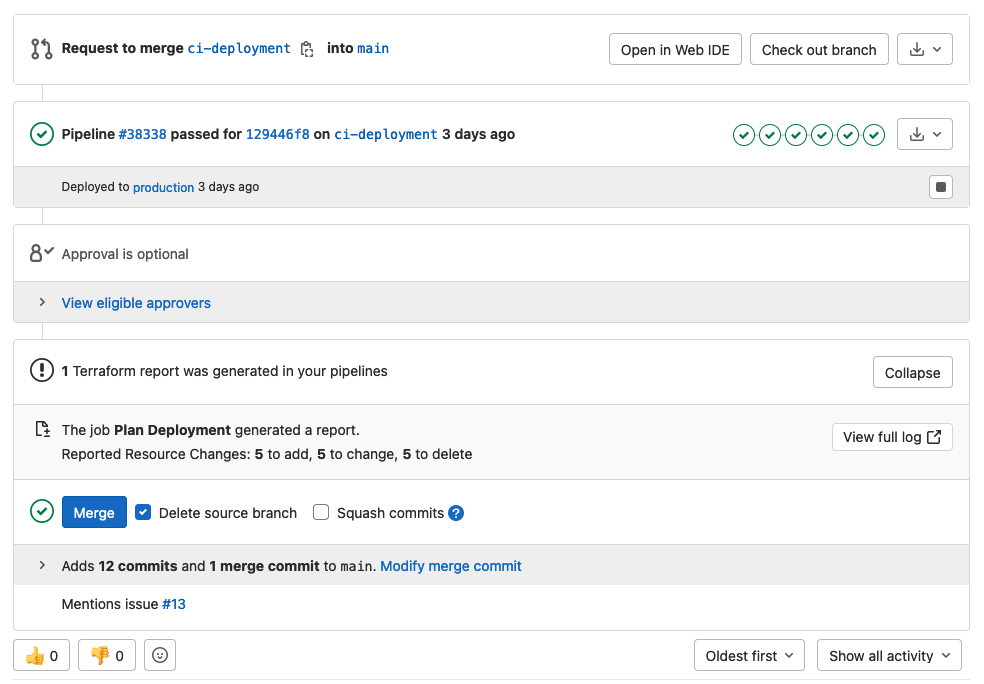 Request to merge ci-deployment into main
Open in Web IDE
Check out branch
Pipeline #38338 passed for 129446f8 on ci-deployment 3 days ago
Deployed to production 3 days ago
Approval is optional
View eligible approvers
1 Terraform report was generated in your pipelines
Collapse
The job Plan Deployment generated a report.
View full log
Reported Resource Changes: 5 to add, 5 to change, 5 to delete
Merge
Delete source branch
Squash commits ?
Adds 12 commits and 1 merge commit to main. Modify merge commit
Mentions issue #13
0
0
Oldest first
Show all activity